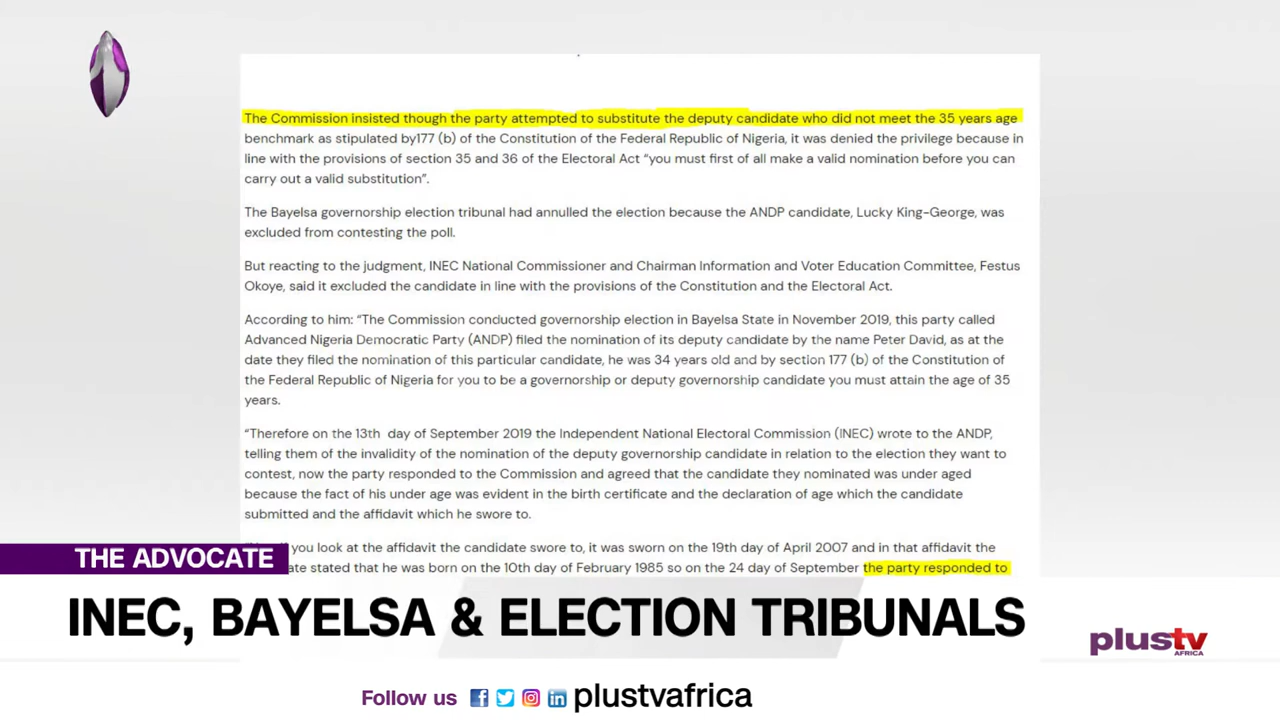 The Commission insisted though the party attempted to substitute the deputy candidate who did not meet the 35 years age
benchmark as stipulated by177 (b) of the Constitution of the Federal Republic of Nigeria, it was denied the privilege because in
line with the provisions of section 35 and 36 of the Electoral Act “you must first of all make a valid nomination before you can
carry out a valid substitution”.
The Bayelsa governorship election tribunal had annulled the election because the ANDP candidate, Lucky King-George, was
excluded from contesting the poll.
But reacting to the judgment, INEC National Commissioner and Chairman Information and Voter Education Committee, Festus
Okoye, said it excluded the candidate in line with the provisions of the Constitution and the Electoral Act.
According to him: “The Commission conducted governorship election in Bayelsa State in November 2019, this party called
Advanced Nigeria Democratic Party (ANDP) filed the nomination of its deputy candidate by the name Peter David, as at the
date they filed the nomination of this particular candidate, he was 34 years old and by section 177 (b) of the Constitution of
the Federal Republic of Nigeria for you to be a governorship or deputy governorship candidate you must attain the age of 35
years.
“Therefore on the 13th day of September 2019 the Independent National Electoral Commission (INEC) wrote to the ANDP,
telling them of the invalidity of the nomination of the deputy governorship candidate in relation to the election they want to
contest, now the party responded to the Commission and agreed that the candidate they nominated was under aged
because the fact of his under age was evident in the birth certificate and the declaration of age which the candidate
submitted and the affidavit which he swore to.
you look at the affidavit the candidate swore to, it was sworn on the 19th day of April 2007 and in that affidavit the
stated that he was born on the 10th day of February 1985 so on the 24 day of September the party responded to
THE ADVOCATE
INEC, BAYELSA & ELECTION TRIBUNALS
plustv
AFRICA
Follow us plustvafrica